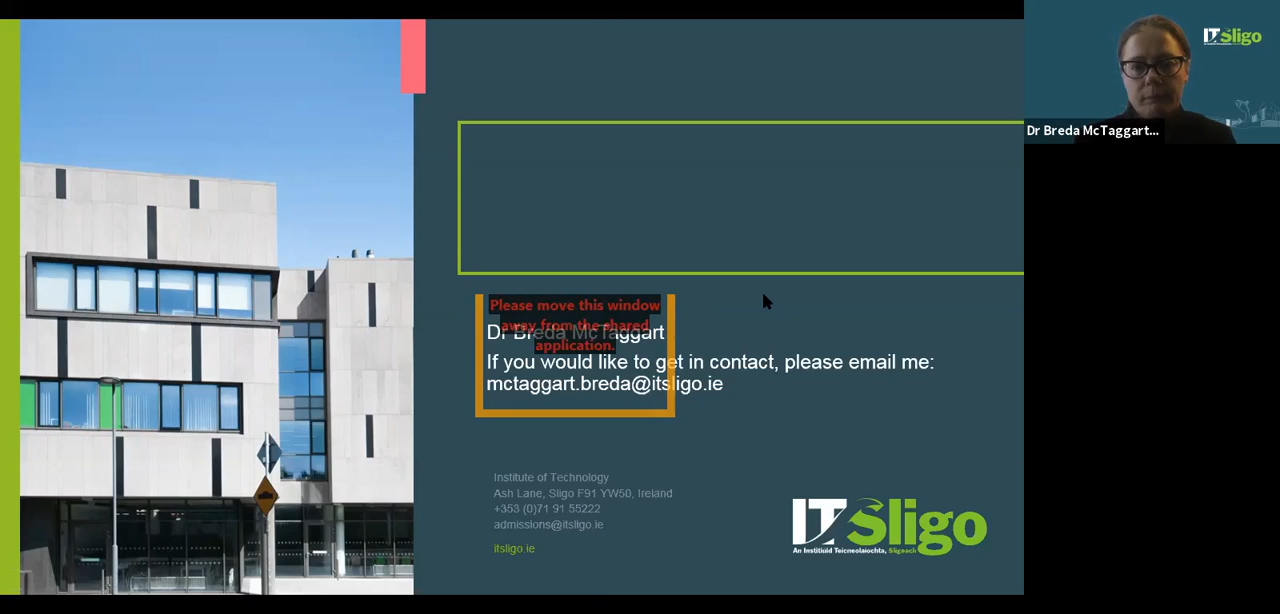 Please move this window
away from the shared
application.
Dr Breda McTaggart
If you would like to get in contact, please email me:
mctaggart.breda@itsligo.ie
Institute of Technology
Ash Lane, Sligo F91 YW50, Ireland
+353 (0)71 91 55222
admissions@itsligo.ie
itsligo.ie
IT Sligo
An Institiúid Teicneolaíochta, Sligeach
IT Sligo
Dr Breda McTaggart...